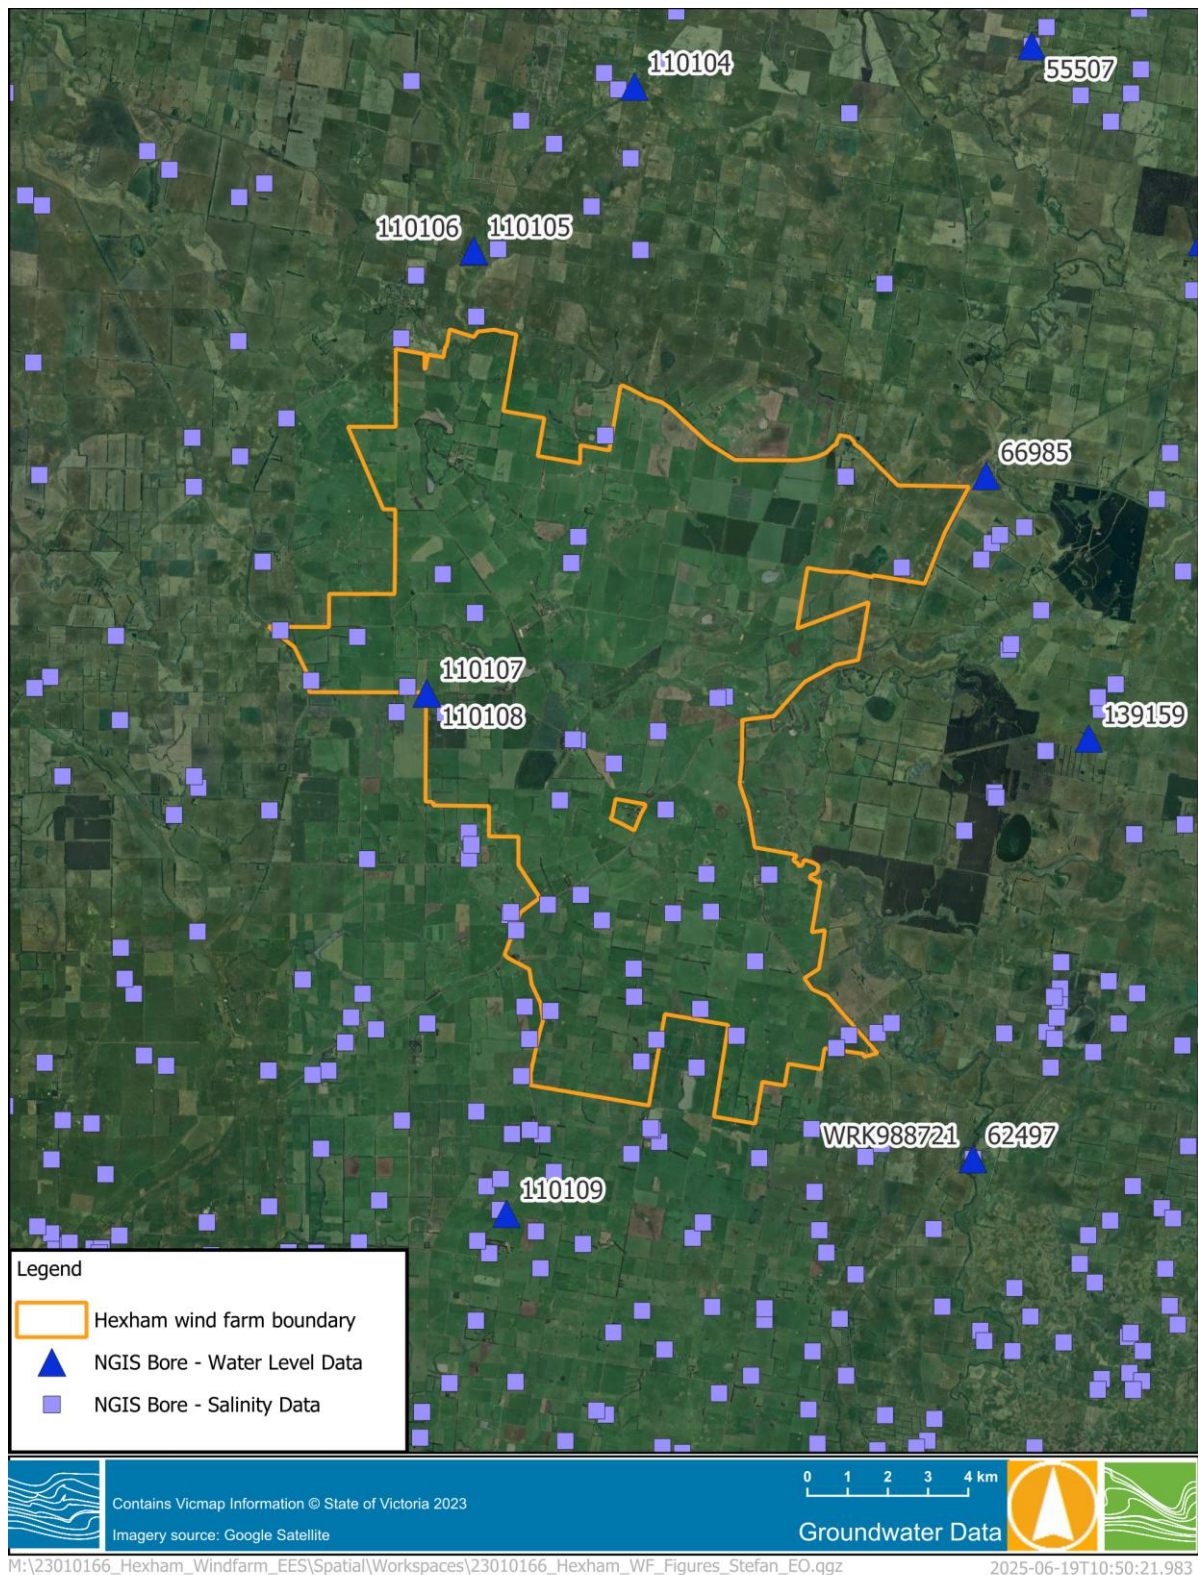 110104
55507
110106 110105
66985
110107
110108
139159
WRK988721 62497
110109
Legend
Hexham wind farm boundary
NGIS Bore - Water Level Data
NGIS Bore - Salinity Data
Contains Vicmap Information © State of Victoria 2023
Imagery source: Google Satellite
0 1 2 3 4 km
Groundwater Data
M:\23010166_Hexham_Windfarm_EES\Spatial\Workspaces\23010166_Hexham_WF_Figures_Stefan_EO.qgz 2025-06-19T10:50:21.983